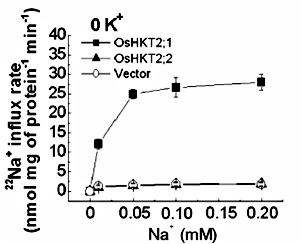 0 K⁺
OsHKT2;1
OsHKT2;2
Vector
²²Na⁺ influx rate
(nmol mg of protein⁻¹ min⁻¹)
40
35
30
25
20
15
10
5
0
0 0.05 0.10 0.15 0.20
Na⁺ (mM)